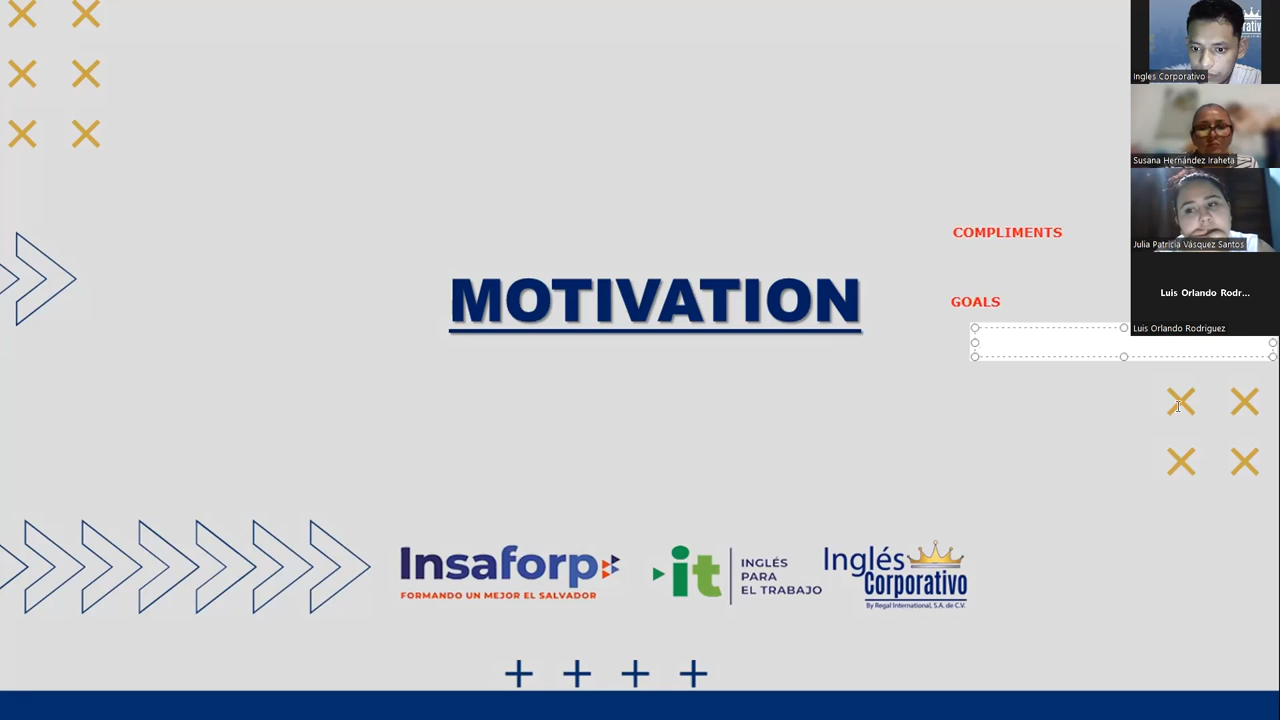 Ingles Corporativo
Susana Hernández Iraheta
COMPLIMENTS
Julia Patricia Vásquez Santos
MOTIVATION
Luis Orlando Rodr...
GOALS
Luis Orlando Rodriguez
Insaforp
FORMANDO UN MEJOR EL SALVADOR
it
INGLÉS
PARA
EL TRABAJO
Inglés
Corporativo
By Regal International, S.A. de C.V.